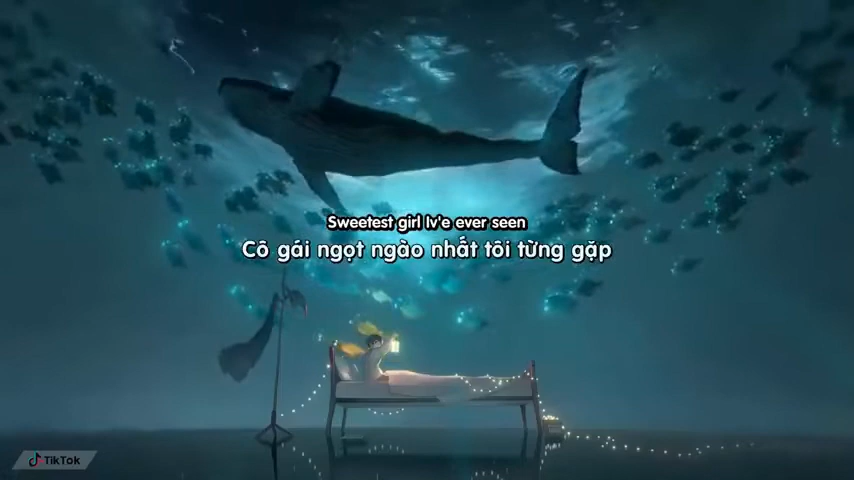 Sweetest girl Iv'e ever seen
Cô gái ngọt ngào nhất tôi từng gặp
TikTok